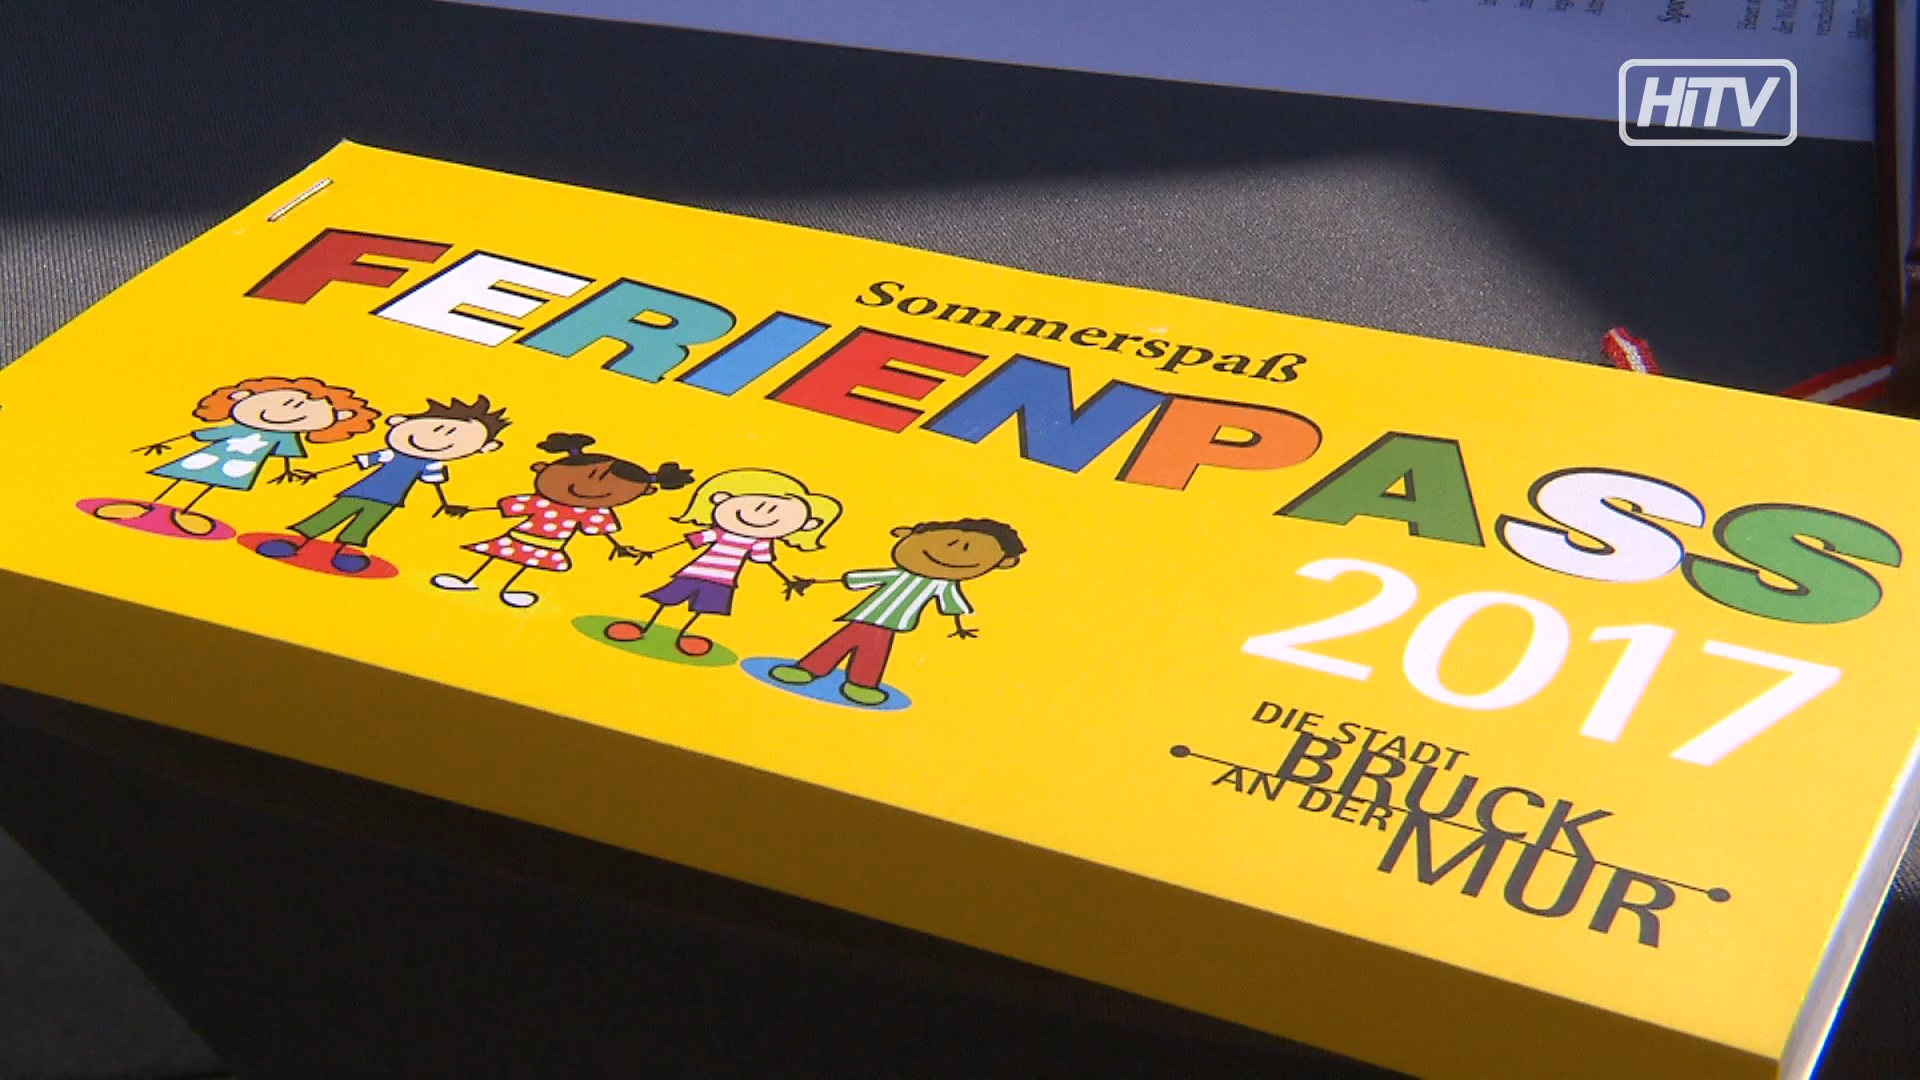 HiTV
Sommerspaß
FERIENPASS
2017
DIE STADT
BRUCK
AN DER
MUR